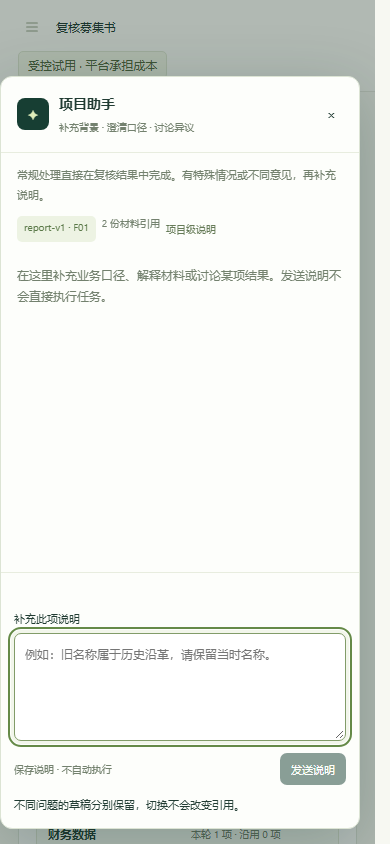 复核募集书
受控试用 · 平台承担成本
项目助手
补充背景 · 澄清口径 · 讨论异议
×
常规处理直接在复核结果中完成。有特殊情况或不同意见，再补充
说明。
report-v1 · F01
2 份材料引用
项目级说明
在这里补充业务口径、解释材料或讨论某项结果。发送说明不
会直接执行任务。
补充此项说明
例如：旧名称属于历史沿革，请保留当时名称。
保存说明 · 不自动执行
发送说明
不同问题的草稿分别保留，切换不会改变引用。
财务数据
本轮 1 项 · 沿用 0 项